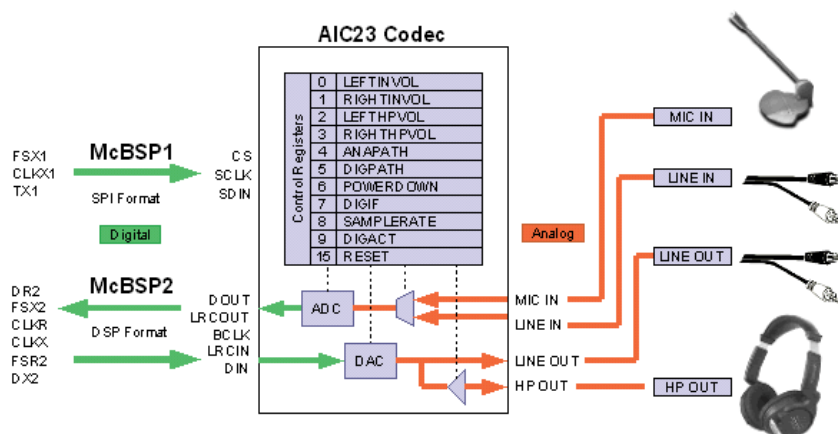 AIC23 Codec
Control Registers
0 LEFTINVOL
1 RIGHTINVOL
2 LEFTHPVOL
3 RIGHTHPVOL
4 ANAPATH
5 DIGPATH
6 POWERDOWN
7 DIGIF
8 SAMPLERATE
9 DIGACT
15 RESET
McBSP1
FSX1
CLKX1
TX1
SPI Format
CS
SCLK
SDIN
Digital
Analog
McBSP2
DR2
FSX2
CLKR
CLKX
FSR2
DX2
DSP Format
DOUT
LRCOUT
BCLK
LRCIN
DIN
ADC
DAC
MIC IN
LINE IN
LINE OUT
HP OUT
MIC IN
LINE IN
LINE OUT
HP OUT